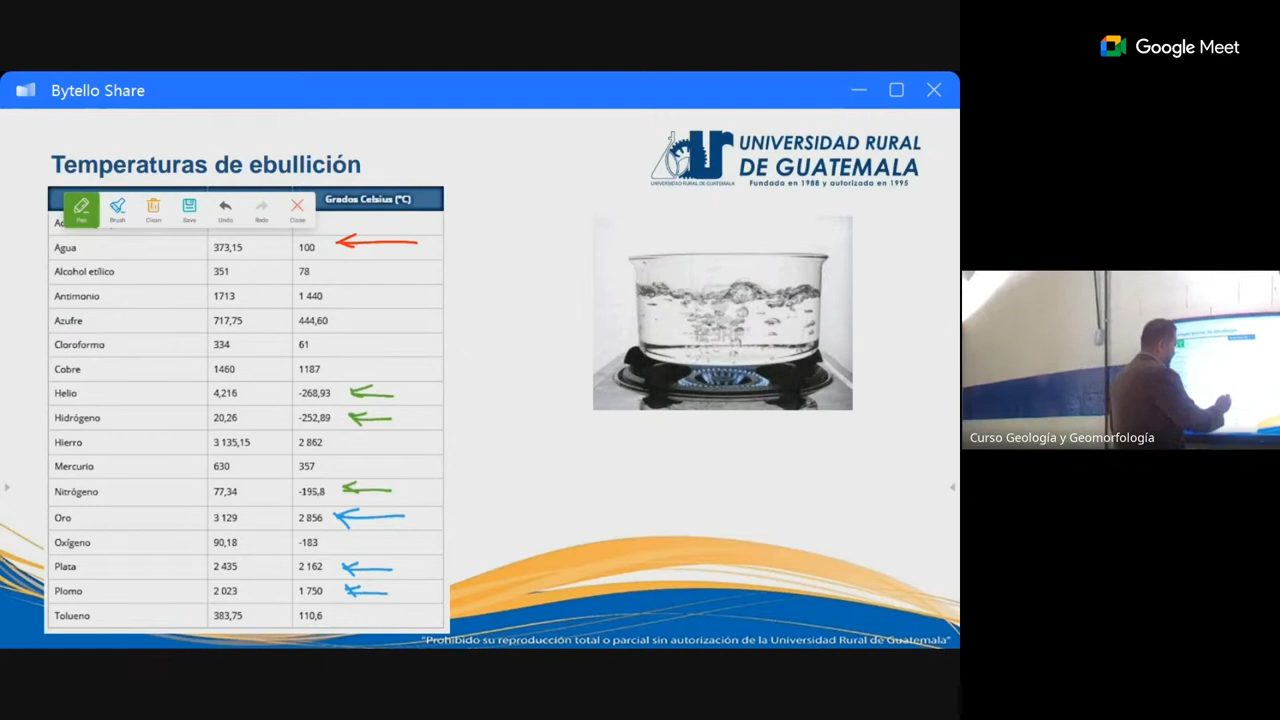 Google Meet
Bytello Share
UNIVERSIDAD RURAL
DE GUATEMALA
Fundada en 1988 y autorizada en 1995
UNIVERSIDAD RURAL DE GUATEMALA
Temperaturas de ebullición
Grados Celsius (°C)
Pen Brush Clean Save Undo Redo Close
Agua 373,15 100
Alcohol etílico 351 78
Antimonio 1713 1 440
Azufre 717,75 444,60
Cloroformo 334 61
Cobre 1460 1187
Helio 4,216 -268,93
Hidrógeno 20,26 -252,89
Hierro 3 135,15 2 862
Mercurio 630 357
Nitrógeno 77,34 -195,8
Oro 3 129 2 856
Oxígeno 90,18 -183
Plata 2 435 2 162
Plomo 2 023 1 750
Tolueno 383,75 110,6
"Prohibido su reproducción total o parcial sin autorización de la Universidad Rural de Guatemala"
Curso Geología y Geomorfología